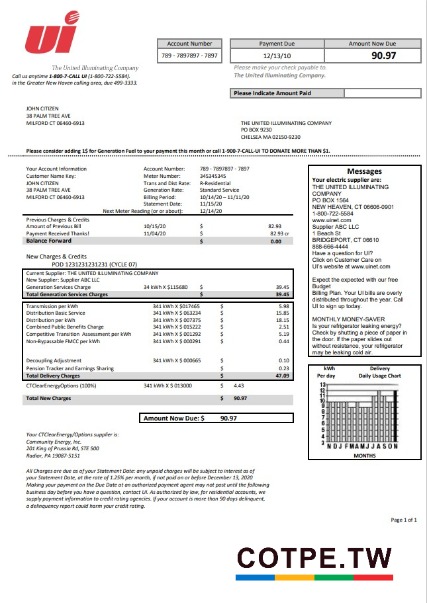 ui
The United Illuminating Company
Call us anytime 1-800-7-CALL UI (1-800-722-5584),
in the Greater New Haven calling area, due 499-3333.
Account Number
789 - 7897897 - 7897
Payment Due
12/13/10
Amount Now Due
90.97
Please make your check payable to
The United Illuminating Company.
Please Indicate Amount Paid
JOHN CITIZEN
38 PALM TREE AVE
MILFORD CT 06460-6913
THE UNITED ILLUMINATING COMPANY
PO BOX 9230
CHELSEA MA 02150-9230
Please consider adding 15 for Generation Fuel to your payment this month or call 1-900-7-CALL-UI TO DONATE MORE THAN $1.
Your Account Information
Customer Name Key:
JOHN CITIZEN
38 PALM TREE AVE
MILFORD CT 06460-6913
Account Number: 789 - 7897897 - 7897
Meter Number:
Trans and Dist Rate: R-Residential
Generation Rate: Standard Service
Billing Period: 10/14/20 – 11/11/20
Statement Date: 11/15/20
Next Meter Reading (or or about): 12/14/20
Previous Charges & Credits
Amount of Previous Bill 10/15/20 $ 82.93
Payment Received Thanks! 11/04/20 $ 82.93 cr
Balance Forward $ 0.00
New Charges & Credits
POD 1231231231231 (CYCLE 07)
Current Supplier: THE UNITED ILLUMINATING COMPANY
New Supplier: Supplier ABC LLC
Generation Services Charge 34 kWh X $115680 $ 39.45
Total Generation Services Charges $ 39.45
Transmission per kWh 341 kWh X $017465 $ 5.98
Distribution Basic Service 341 kWh X $ 063234 $ 15.85
Distribution per kWh 341 kWh X $ 007375 $ 18.15
Combined Public Benefits Charge 341 kWh X $ 015222 $ 2.51
Competitive Transition Assessment per kWh 341 kWh X $ 001292 $ 5.19
Non-Bypassable FMCC per kWh 341 kWh X $ 000291 $ 0.44
Decoupling Adjustment 341 kWh X $ 000665 $ 0.10
Pension Tracker and Earnings Sharing $ 0.23
Total Delivery Charges $ 47.09
CTClearEnergyOptions (100%) 341 kWh X $ 013000 $ 4.43
Total New Charges $ 90.97
Amount Now Due: $ 90.97
Your CTClearEnergy/Options supplier is:
Community Energy, Inc.
201 King of Prussia Rd, STE 500
Rador, PA 19087-5151
All Charges are due as of your Statement Date: any unpaid charges will be subject to interest as of
your Statement Date, at the rate of 1.25% per month, if not paid on or before December 13, 2020
Making your payment on the Due Date at an authorized payment agent may not post until the following
business day before you have a question, contact UI. As authorized by law, for residential accounts, we
supply payment information to credit rating agencies. if your account is more than 90 days delinquent,
a delinquency report could harm your credit rating.
Messages
Your electric supplier are:
THE UNITED ILLUMINATING
COMPANY
PO BOX 1564
NEW HEAVEN, CT 06606-0901
1-800-722-5584
www.uinet.com
Supplier ABC LLC
1 Beach St
BRIDGEPORT, CT 06610
888-666-4444
Have a question for UI?
Click on Customer Care on
UI's website at www.uinet.com
Expect the expected with our free
Budget
Billing Plan. Your UI bills are overly
distributed throughout the year. Call
UI to sign up today.
MONTHLY MONEY-SAVER
Is your refrigerator leaking energy?
Check by shutting a piece of paper in
the door. If the paper slides out
without resistance, your refrigerator
may be leaking cold air.
kWh Delivery
Per day Daily Usage Chart
13
12
11
10
9
8
7
6
5
4
3
N D J F M A M J J A S O N
MONTHS
Page 1 of 1
COTPE.TW